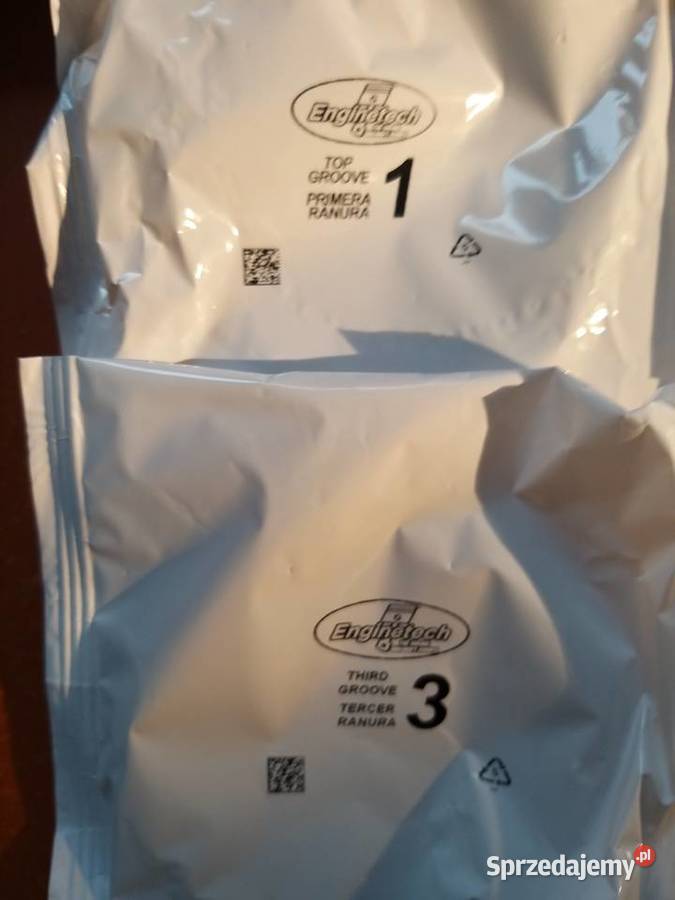 Enginetech
TOP
GROOVE
PRIMERA
RANURA
1
Enginetech
THIRD
GROOVE
TERCER
RANURA
3
Sprzedajemy.pl